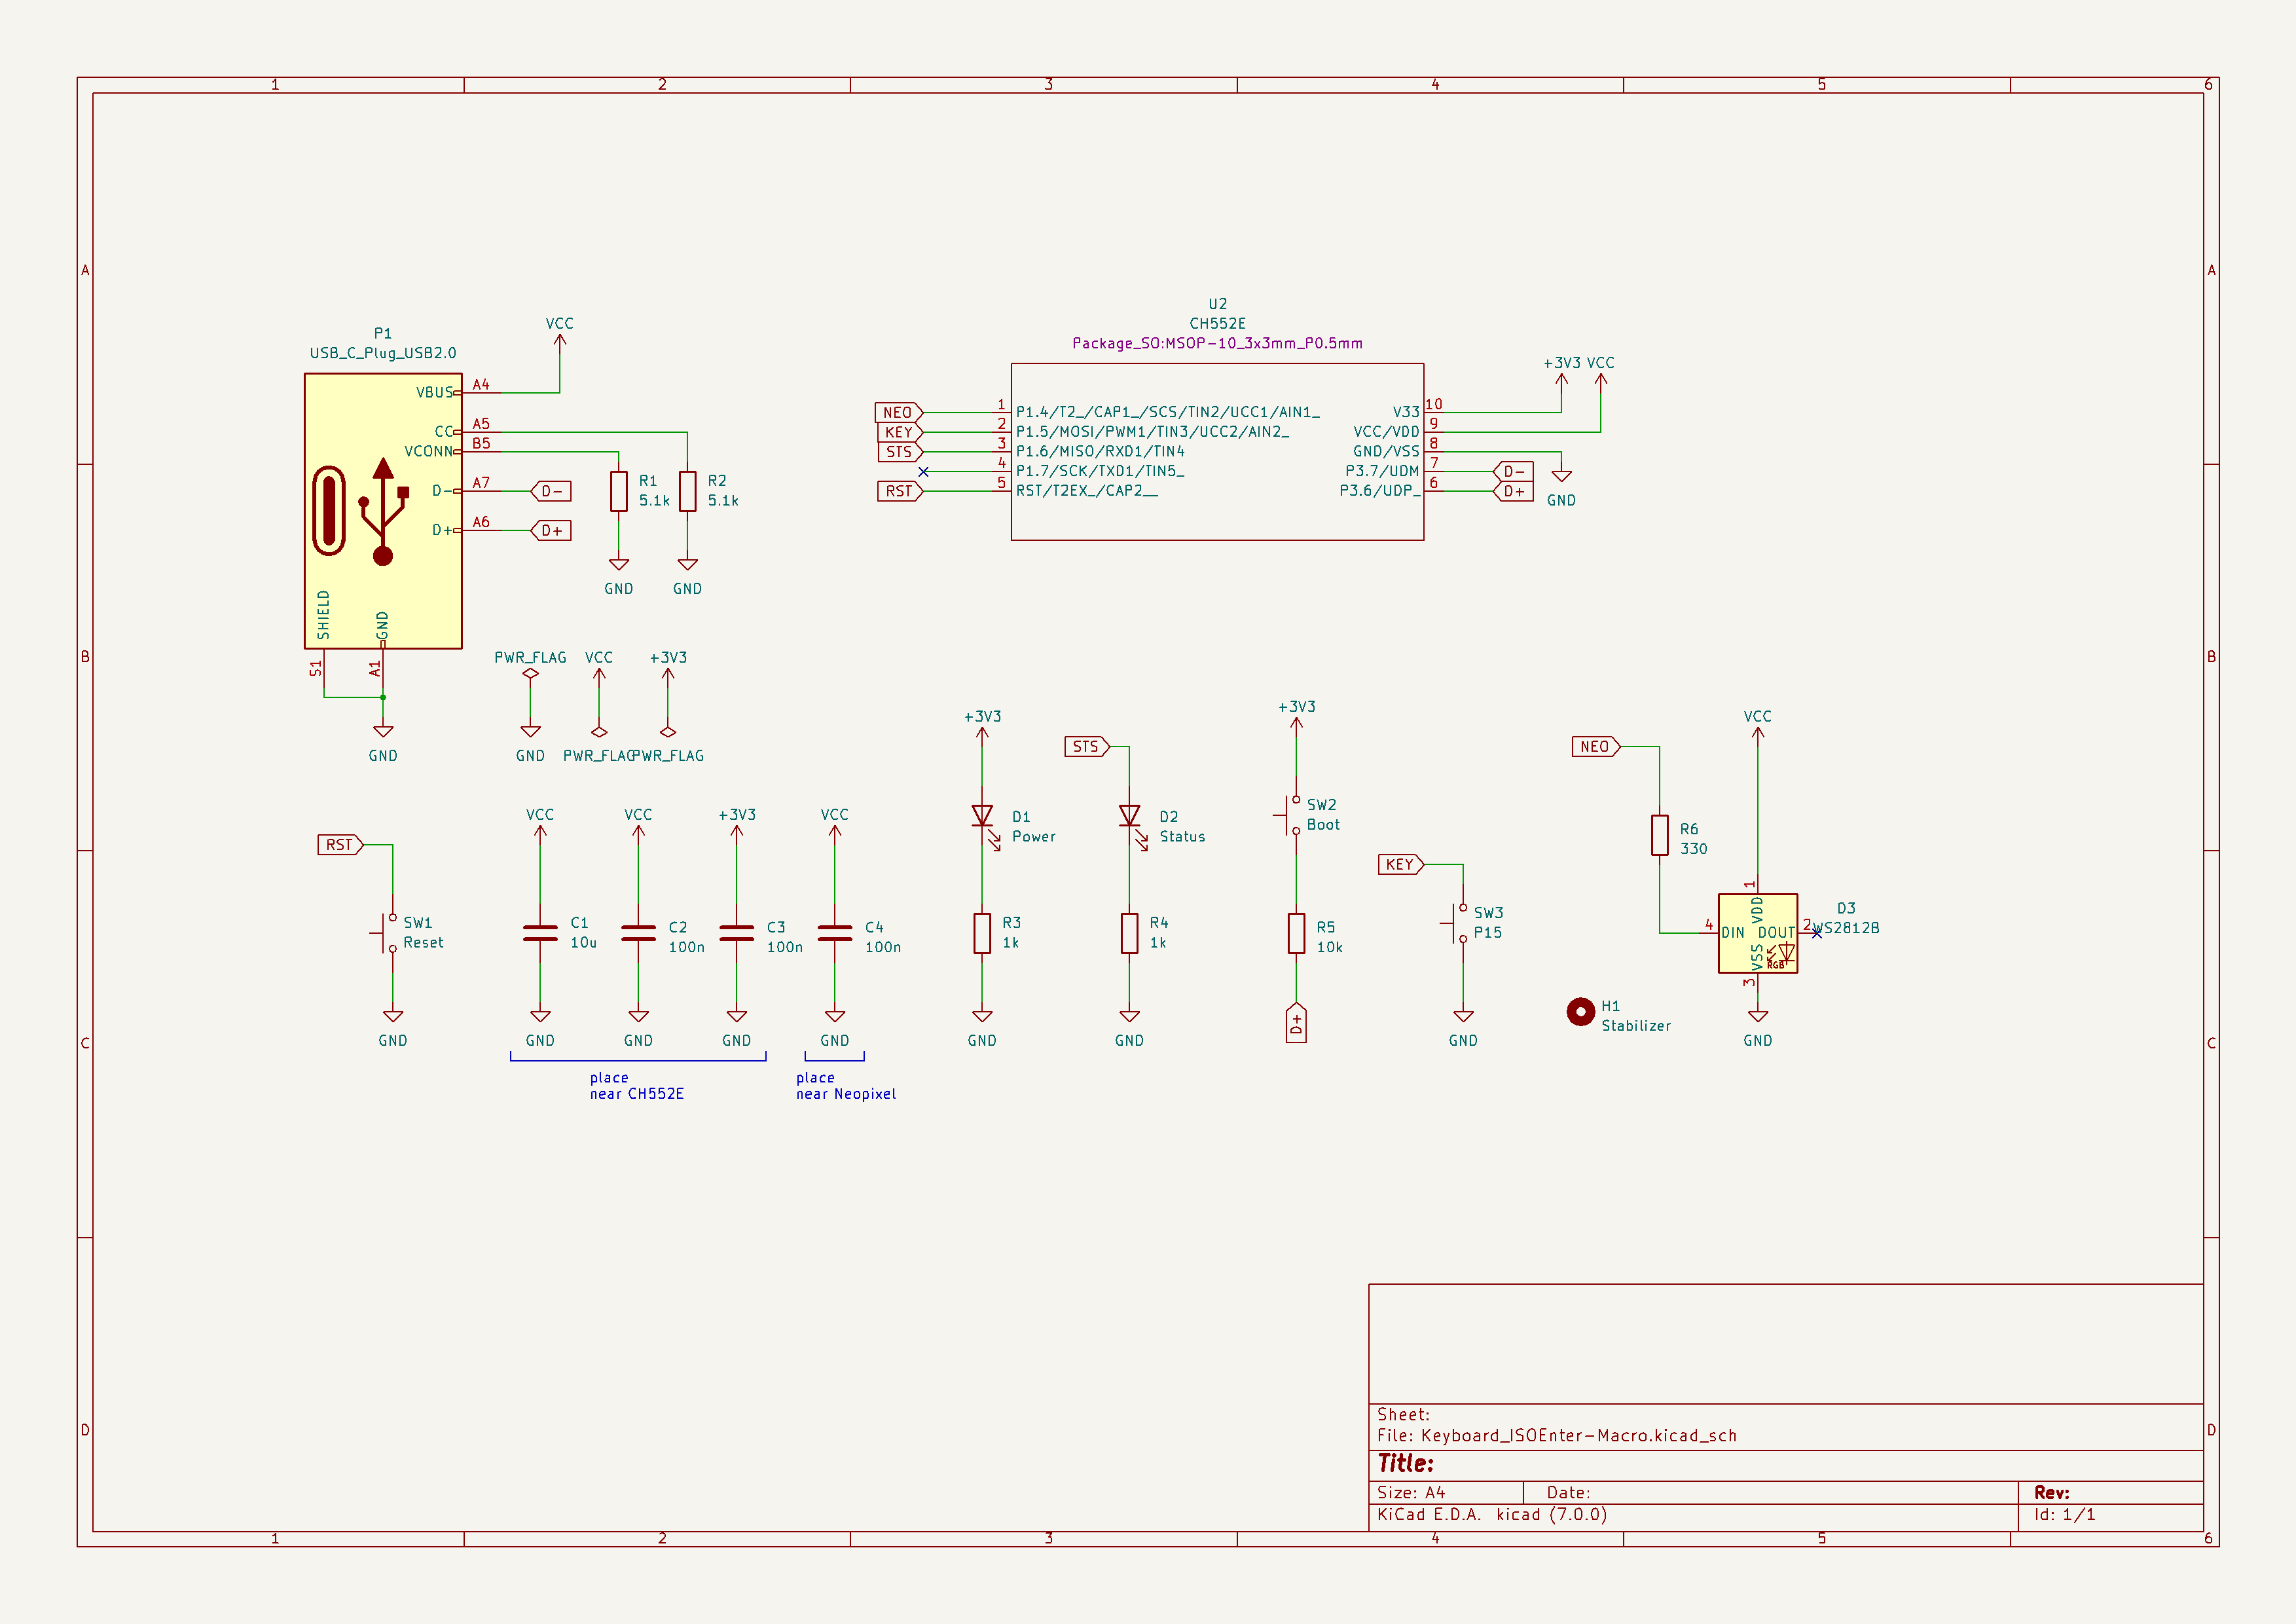 1 2 3 4 5 6
A
A
B
B
C
C
D
D
P1
USB_C_Plug_USB2.0
VBUS A4
CC A5
VCONN B5
D- A7
D+ A6
SHIELD
GND
S1
A1
GND
VCC
D-
D+
R1
5.1k
R2
5.1k
GND
GND
U2
CH552E
Package_SO:MSOP-10_3x3mm_P0.5mm
NEO 1 P1.4/T2_/CAP1_/SCS/TIN2/UCC1/AIN1_
KEY 2 P1.5/MOSI/PWM1/TIN3/UCC2/AIN2_
STS 3 P1.6/MISO/RXD1/TIN4
4 P1.7/SCK/TXD1/TIN5_
RST 5 RST/T2EX_/CAP2__
V33 10
VCC/VDD 9
GND/VSS 8
P3.7/UDM 7 D-
P3.6/UDP_ 6 D+
+3V3 VCC
GND
PWR_FLAG VCC +3V3
GND PWR_FLAG PWR_FLAG
RST
SW1
Reset
GND
VCC
C1
10u
GND
VCC
C2
100n
GND
+3V3
C3
100n
GND
VCC
C4
100n
GND
place
near CH552E
place
near Neopixel
+3V3
D1
Power
R3
1k
GND
STS
D2
Status
R4
1k
GND
+3V3
SW2
Boot
R5
10k
D+
KEY
SW3
P15
GND
NEO
R6
330
VCC
1
VDD
4 DIN
DOUT 2
VSS
3
RGB
D3
WS2812B
GND
H1
Stabilizer
Sheet:
File: Keyboard_ISOEnter-Macro.kicad_sch
Title:
Size: A4 Date: Rev:
KiCad E.D.A. kicad (7.0.0) Id: 1/1
1 2 3 4 5 6